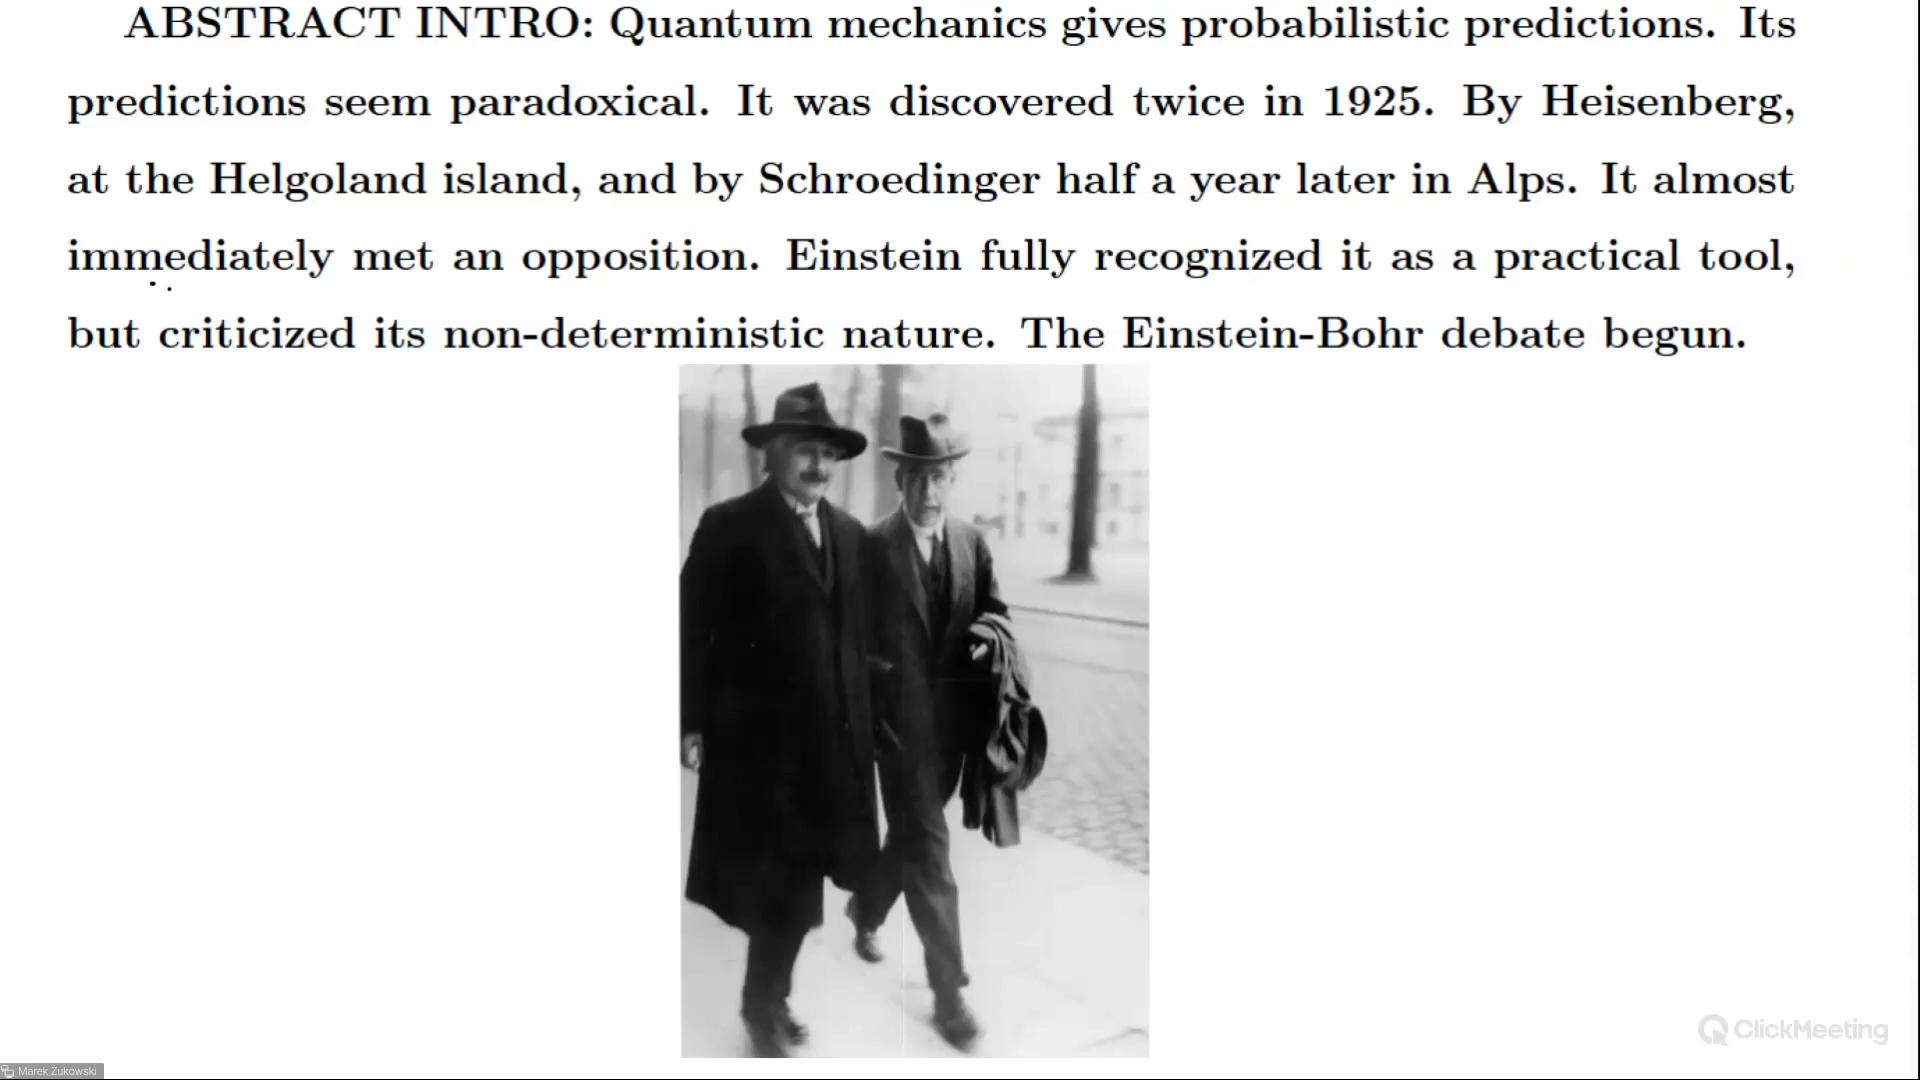 ABSTRACT INTRO: Quantum mechanics gives probabilistic predictions. Its
predictions seem paradoxical. It was discovered twice in 1925. By Heisenberg,
at the Helgoland island, and by Schroedinger half a year later in Alps. It almost
immediately met an opposition. Einstein fully recognized it as a practical tool,
but criticized its non-deterministic nature. The Einstein-Bohr debate begun.
ClickMeeting
Marek Zukowski